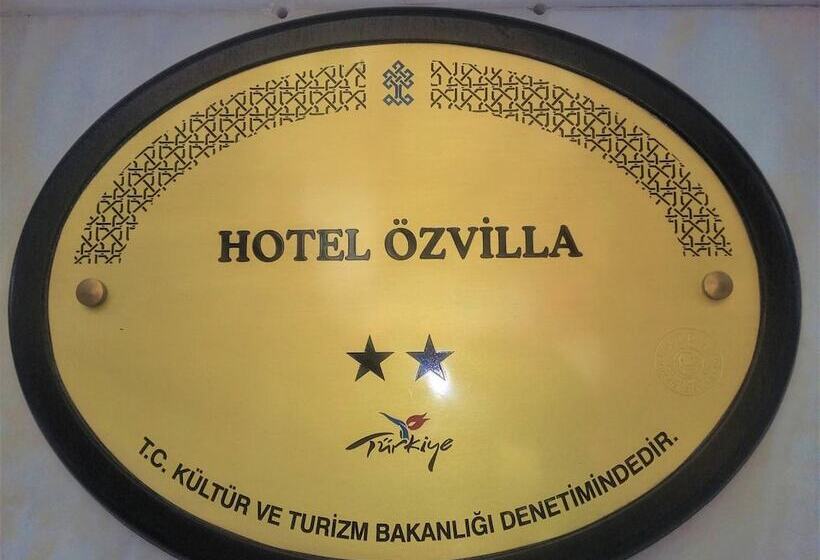 HOTEL ÖZVİLLA
Türkiye
T.C. KÜLTÜR VE TURİZM BAKANLIĞI DENETİMİNDEDİR.